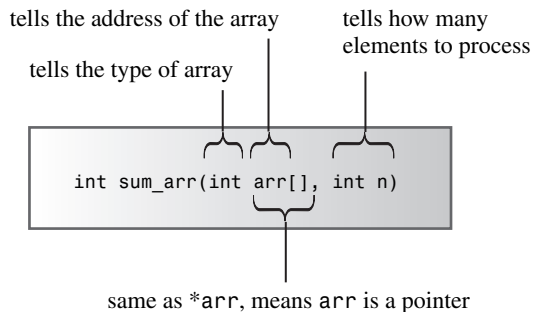 tells the address of the array
tells how many
elements to process
tells the type of array
int sum_arr(int arr[], int n)
same as *arr, means arr is a pointer